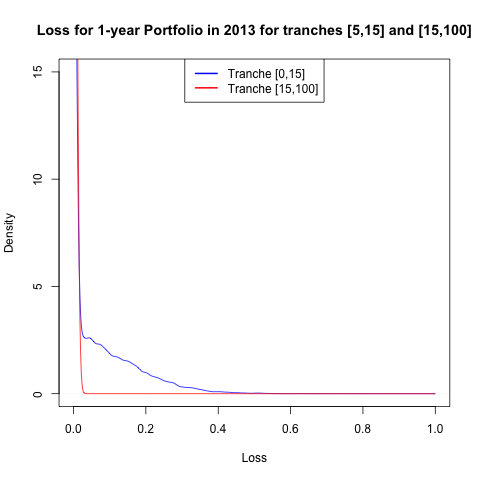 Loss for 1-year Portfolio in 2013 for tranches [5,15] and [15,100]
Tranche [0,15]
Tranche [15,100]
15
10
5
0
Density
0.0 0.2 0.4 0.6 0.8 1.0
Loss